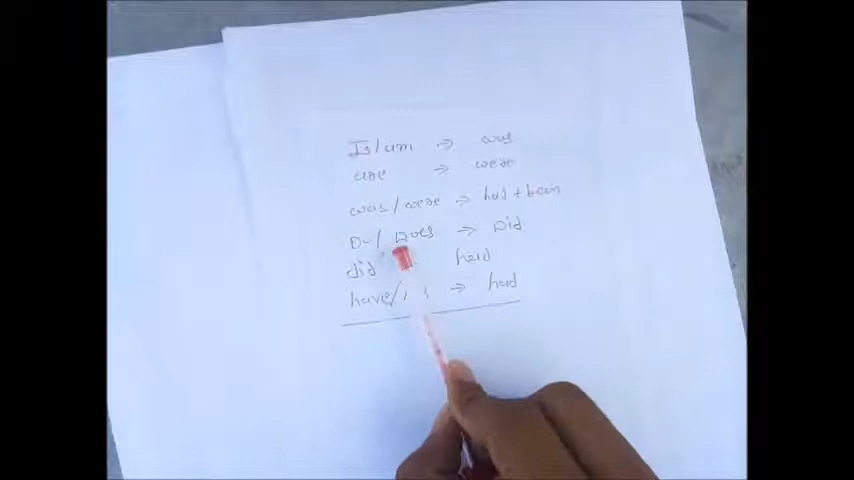 Is/am → was
are → were
was/were → had + been
Do/ Does → Did
did had
have/ → had